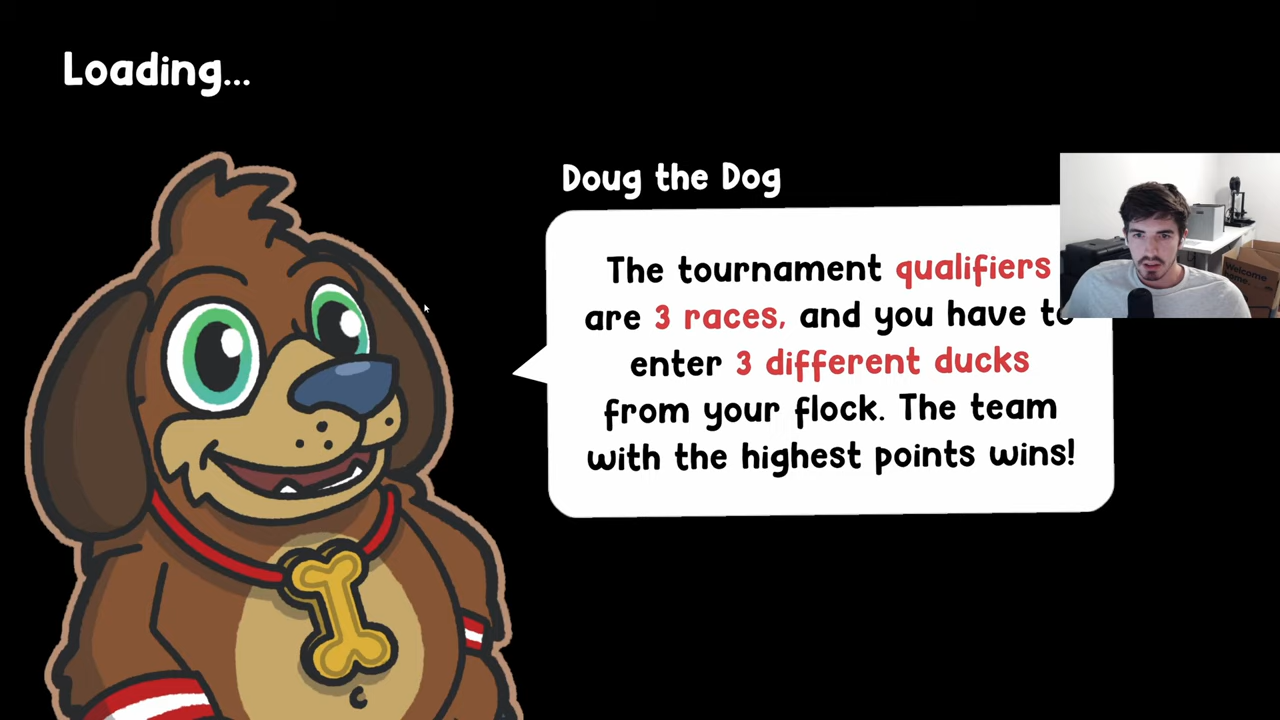 Loading...
Doug the Dog
The tournament qualifiers
are 3 races, and you have to
enter 3 different ducks
from your flock. The team
with the highest points wins!
Welcome